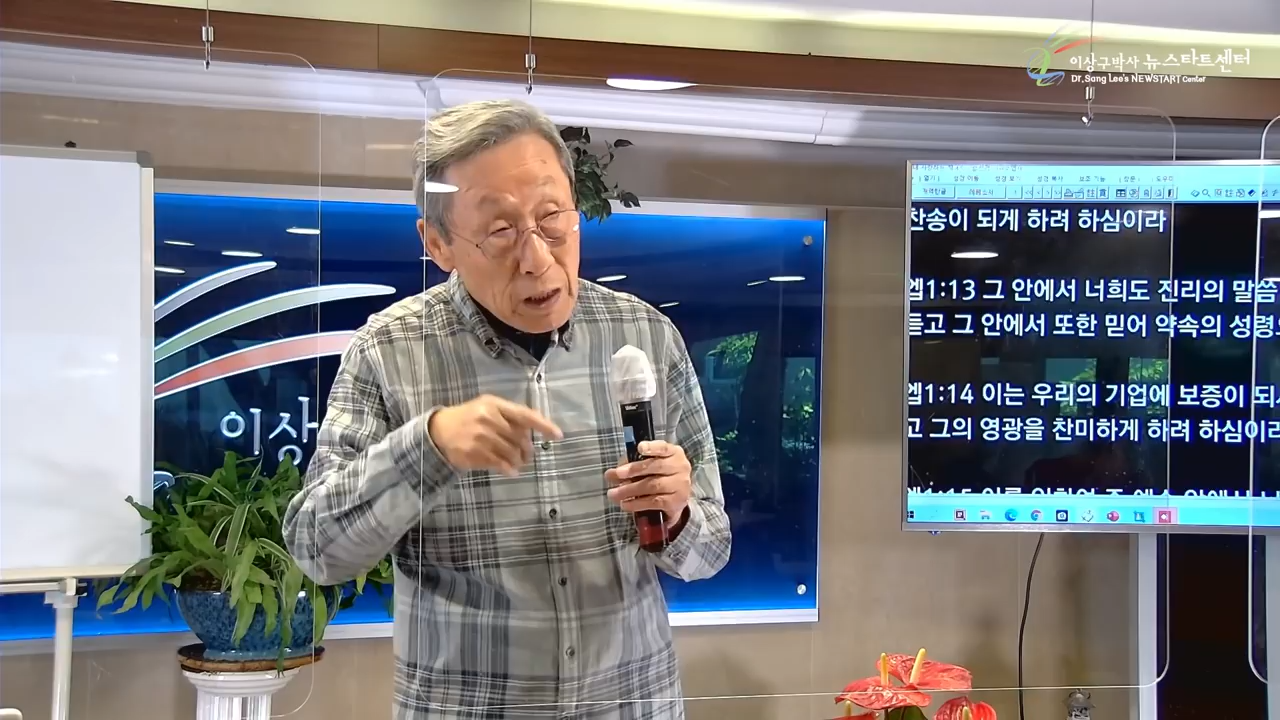 이상구박사 뉴스타트센터
Dr. Sang Lee's NEWSTART Center
찬송이 되게 하려 하심이라
엡1:13 그 안에서 너희도 진리의 말씀
듣고 그 안에서 또한 믿어 약속의 성령
엡1:14 이는 우리의 기업에 보증이 되
고 그의 영광을 찬미하게 하려 하심이라
이상